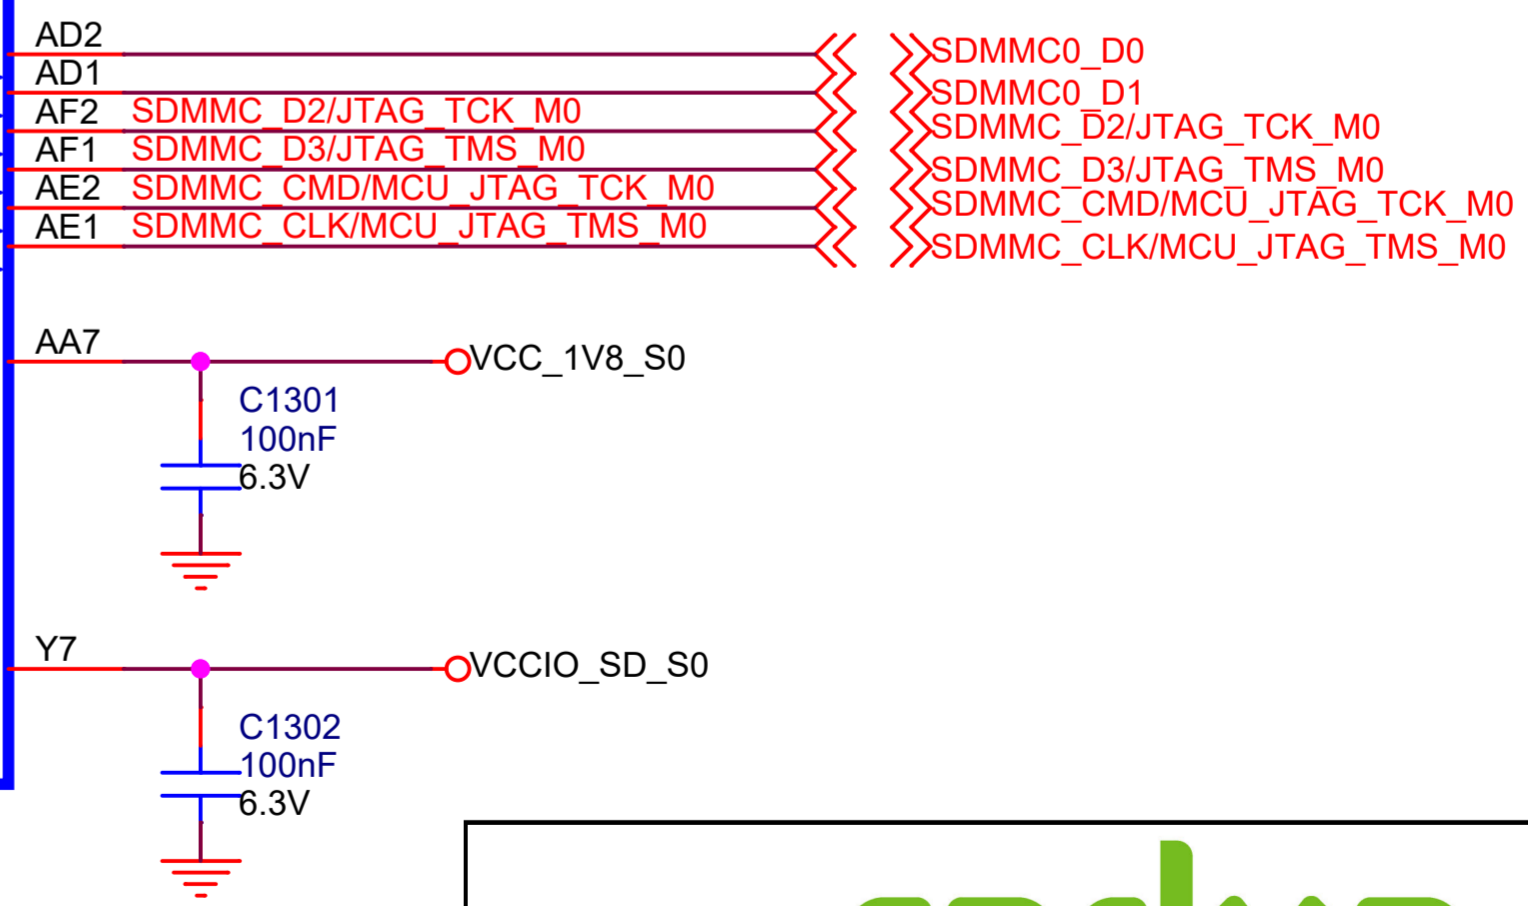 AD2
SDMMC0_D0
AD1
SDMMC0_D1
AF2 SDMMC_D2/JTAG_TCK_M0
SDMMC_D2/JTAG_TCK_M0
AF1 SDMMC_D3/JTAG_TMS_M0
SDMMC_D3/JTAG_TMS_M0
AE2 SDMMC_CMD/MCU_JTAG_TCK_M0
SDMMC_CMD/MCU_JTAG_TCK_M0
AE1 SDMMC_CLK/MCU_JTAG_TMS_M0
SDMMC_CLK/MCU_JTAG_TMS_M0
AA7
VCC_1V8_S0
C1301
100nF
6.3V
Y7
VCCIO_SD_S0
C1302
100nF
6.3V